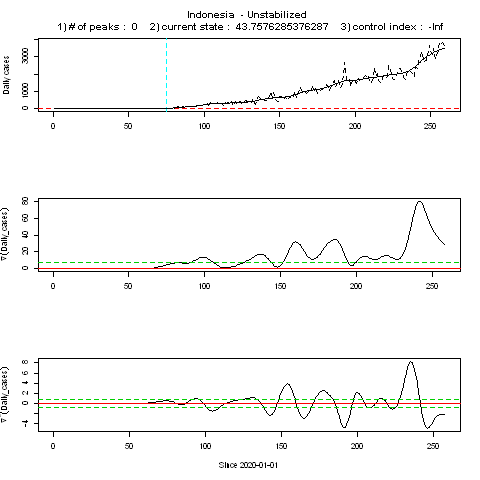 Indonesia - Unstabilized
1) # of peaks : 0 2) current state : 43.7576285376287 3) control index : -Inf
Daily cases
0 1000 3000
0 50 100 150 200 250
∇(Daily_cases)
0 20 40 60 80
0 50 100 150 200 250
∇'(Daily_cases)
-4 0 2 4 6 8
0 50 100 150 200 250
Since 2020-01-01